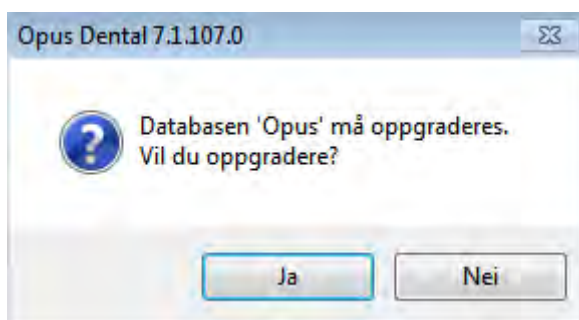 Opus Dental 7.1.107.0
Databasen 'Opus' må oppgraderes.
Vil du oppgradere?
Ja
Nei